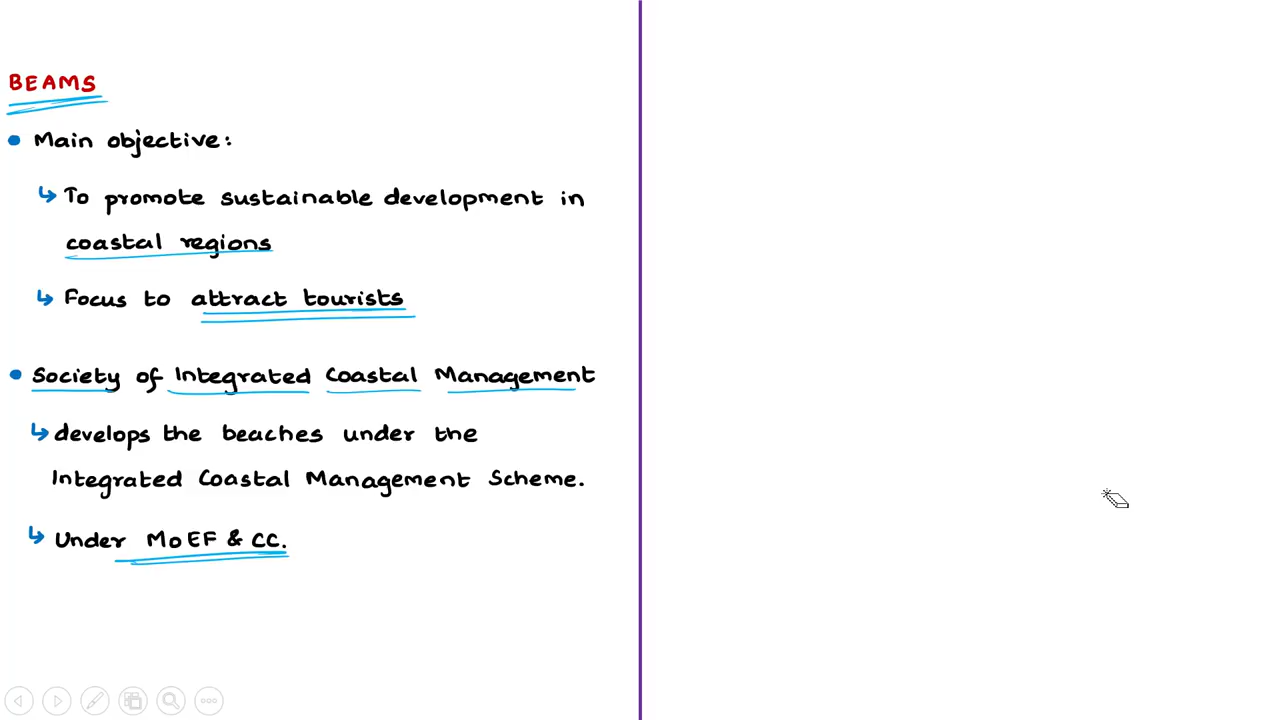 BEAMS
• Main objective:
↳ To promote sustainable development in
coastal regions
↳ Focus to attract tourists
• Society of Integrated Coastal Management
↳ develops the beaches under the
Integrated Coastal Management Scheme.
↳ Under MoEF & CC.